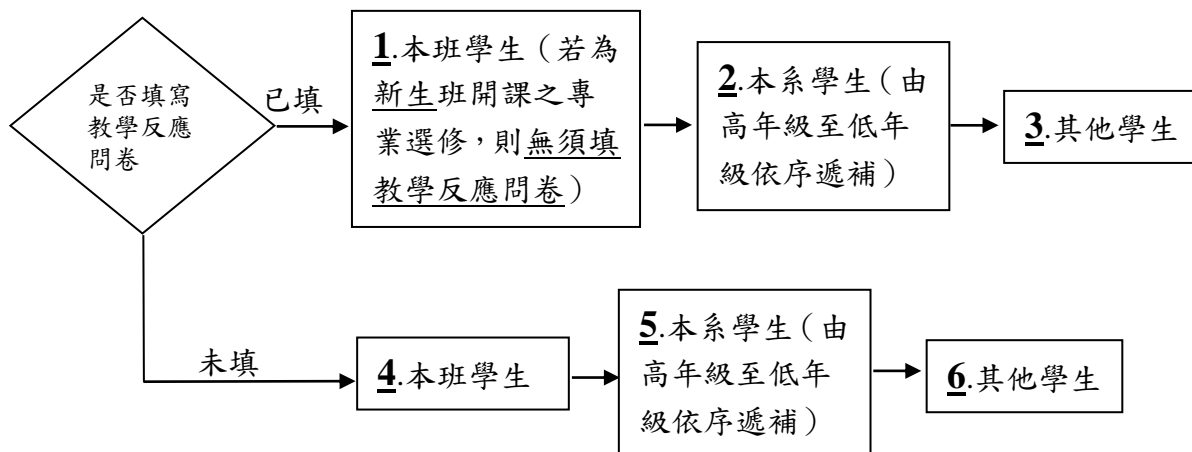 是否填寫
教學反應
問卷
已填
1.本班學生（若為
新生班開課之專
業選修，則無須填
教學反應問卷）
2.本系學生（由
高年級至低年
級依序遞補）
3.其他學生
未填
4.本班學生
5.本系學生（由
高年級至低年
級依序遞補）
6.其他學生